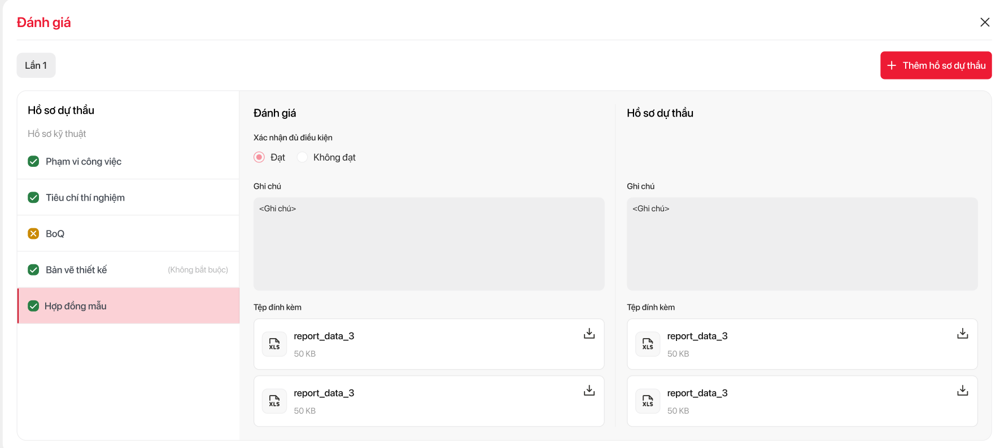 Đánh giá
Lần 1
Thêm hồ sơ dự thầu
Hồ sơ dự thầu
Hồ sơ kỹ thuật
Phạm vi công việc
Tiêu chí thí nghiệm
BoQ
Bản vẽ thiết kế (Không bắt buộc)
Hợp đồng mẫu
Đánh giá
Xác nhận đủ điều kiện
Đạt Không đạt
Ghi chú
<Ghi chú>
Tệp đính kèm
XLS
report_data_3
50 KB
XLS
report_data_3
50 KB
Hồ sơ dự thầu
Ghi chú
<Ghi chú>
Tệp đính kèm
XLS
report_data_3
50 KB
XLS
report_data_3
50 KB